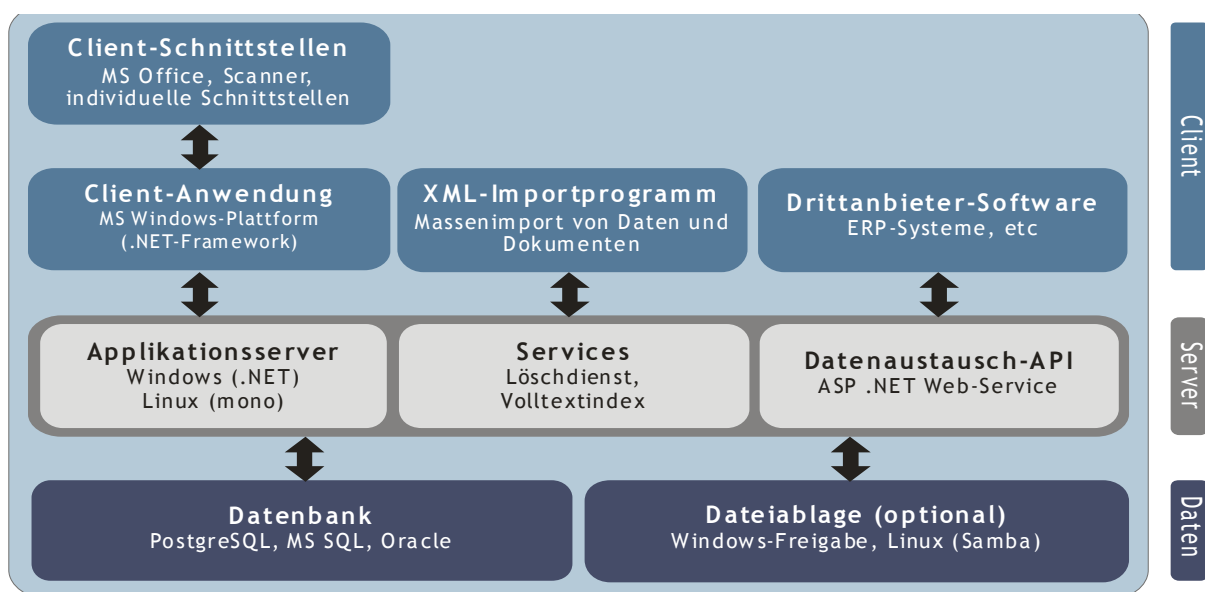 Client-Schnittstellen
MS Office, Scanner,
individuelle Schnittstellen
Client-Anwendung
MS Windows-Plattform
(.NET-Framework)
XML-Importprogramm
Massenimport von Daten und
Dokumenten
Drittanbieter-Software
ERP-Systeme, etc
Client
Applikationsserver
Windows (.NET)
Linux (mono)
Services
Löschdienst,
Volltextindex
Datenaustausch-API
ASP .NET Web-Service
Server
Datenbank
PostgreSQL, MS SQL, Oracle
Dateiablage (optional)
Windows-Freigabe, Linux (Samba)
Daten